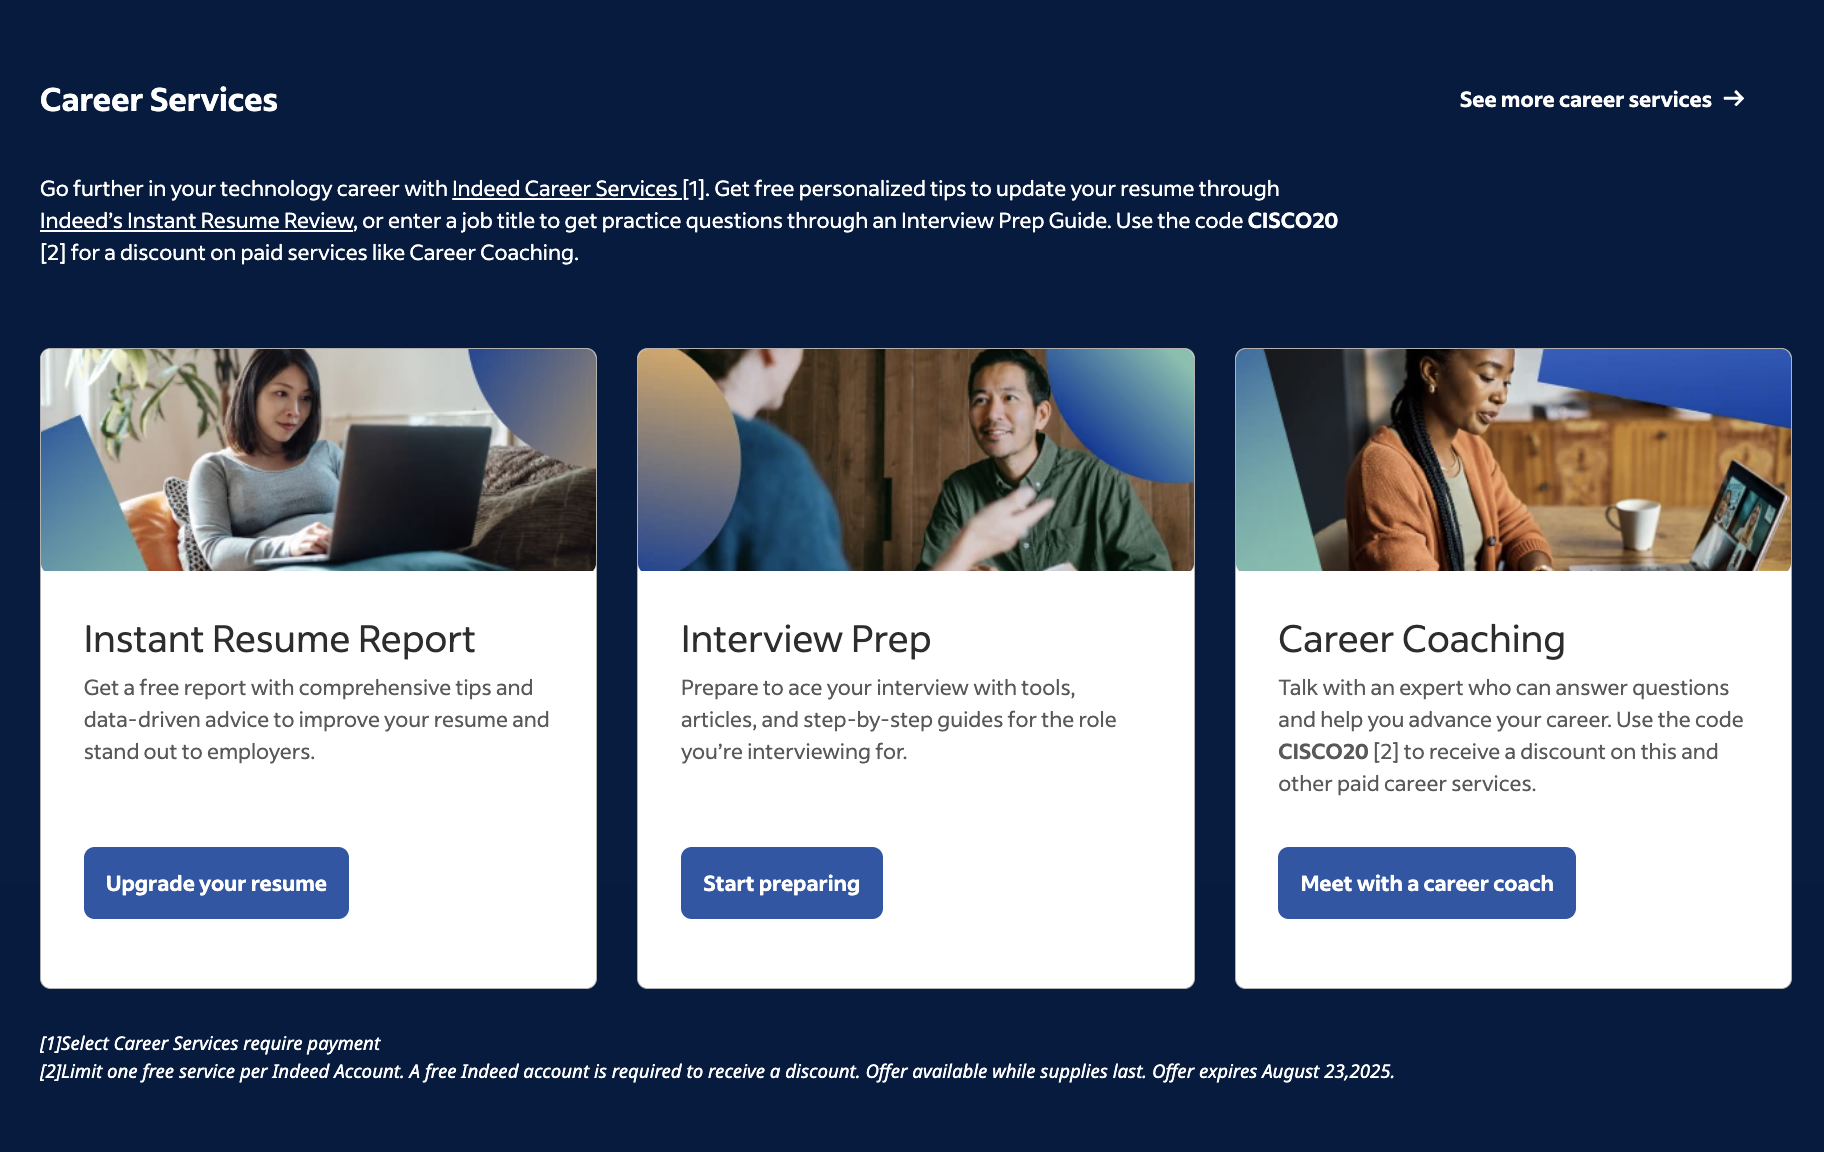 Career Services
See more career services →
Go further in your technology career with Indeed Career Services [1]. Get free personalized tips to update your resume through
Indeed’s Instant Resume Review, or enter a job title to get practice questions through an Interview Prep Guide. Use the code CISCO20
[2] for a discount on paid services like Career Coaching.
Instant Resume Report
Get a free report with comprehensive tips and
data-driven advice to improve your resume and
stand out to employers.
Upgrade your resume
Interview Prep
Prepare to ace your interview with tools,
articles, and step-by-step guides for the role
you’re interviewing for.
Start preparing
Career Coaching
Talk with an expert who can answer questions
and help you advance your career. Use the code
CISCO20 [2] to receive a discount on this and
other paid career services.
Meet with a career coach
[1]Select Career Services require payment
[2]Limit one free service per Indeed Account. A free Indeed account is required to receive a discount. Offer available while supplies last. Offer expires August 23,2025.